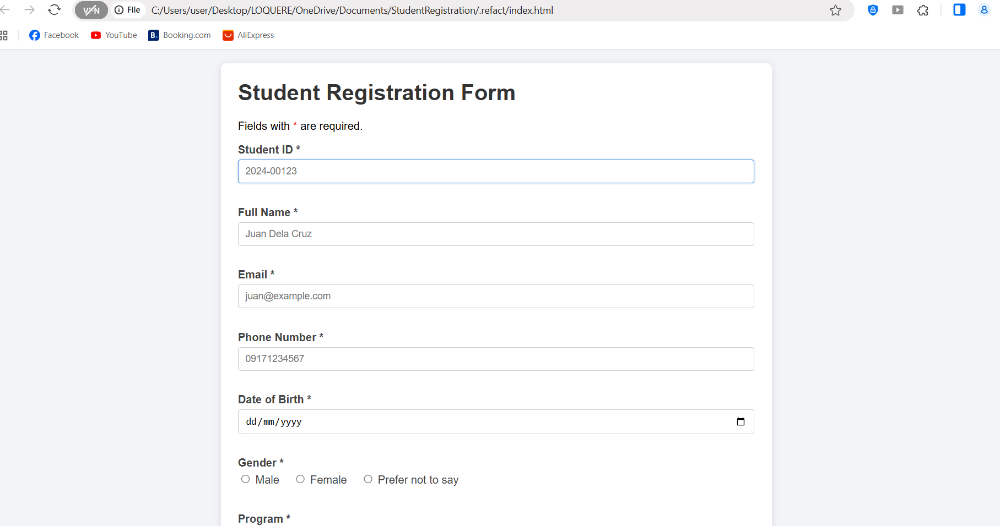 VPN File C:/Users/user/Desktop/LOQUERE/OneDrive/Documents/StudentRegistration/.refact/index.html
Facebook YouTube B. Booking.com AliExpress
Student Registration Form
Fields with * are required.
Student ID *
2024-00123
Full Name *
Juan Dela Cruz
Email *
juan@example.com
Phone Number *
09171234567
Date of Birth *
dd/mm/yyyy
Gender *
Male Female Prefer not to say
Program *